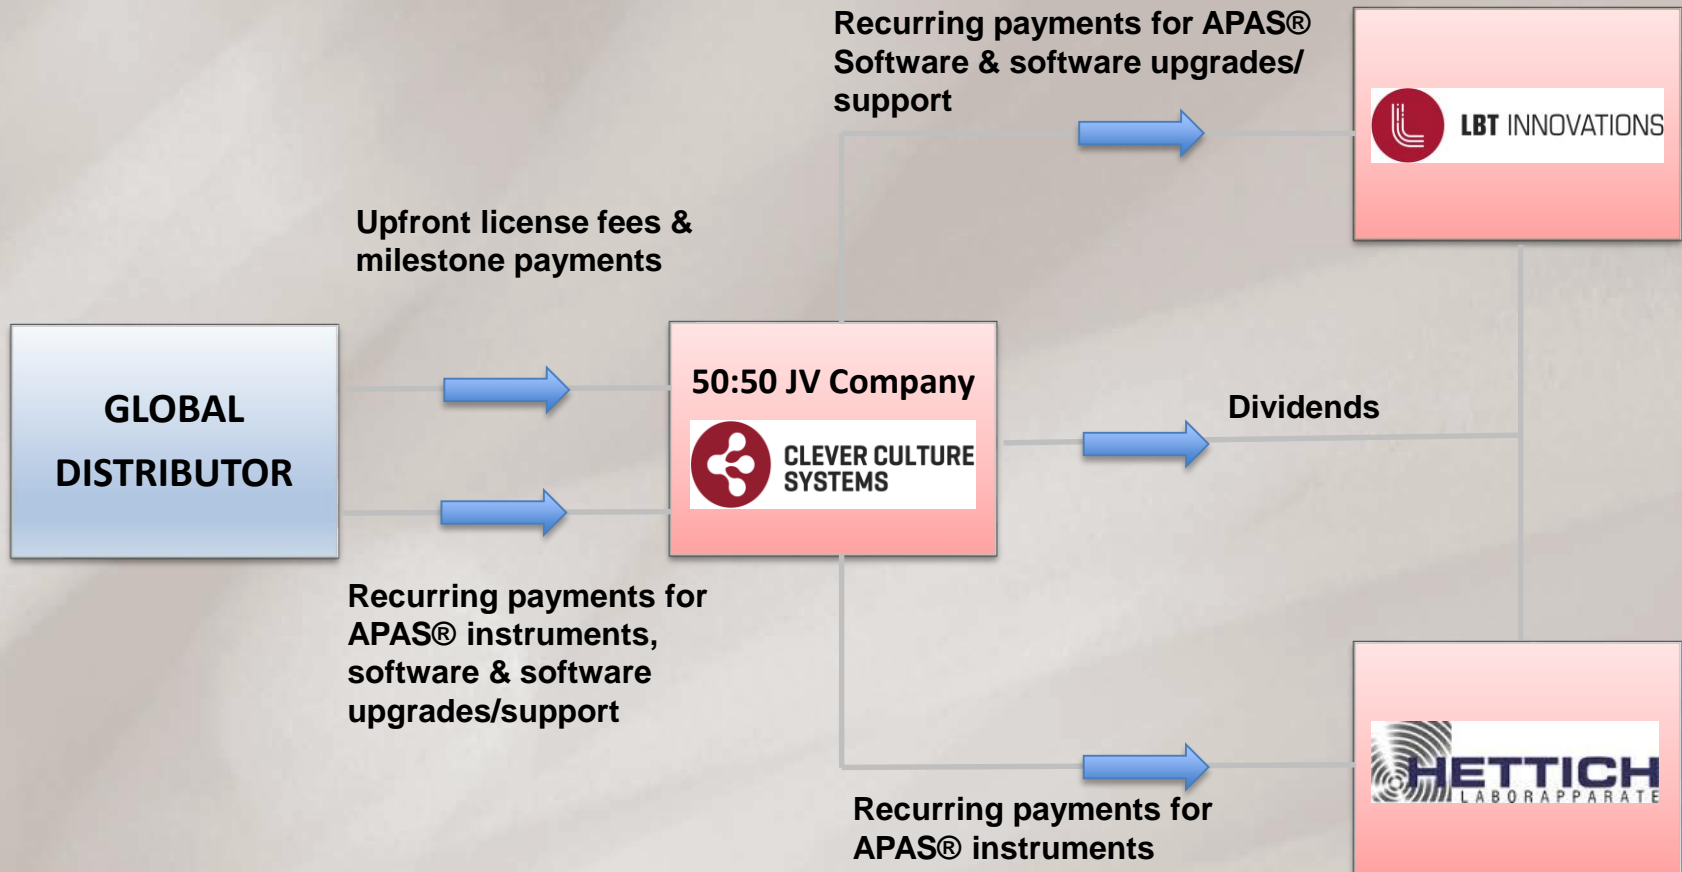 Recurring payments for APAS®
Software & software upgrades/
support
LBT INNOVATIONS
Upfront license fees &
milestone payments
GLOBAL
DISTRIBUTOR
50:50 JV Company
CLEVER CULTURE
SYSTEMS
Dividends
Recurring payments for
APAS® instruments,
software & software
upgrades/support
HETTICH
LABORAPPARATE
Recurring payments for
APAS® instruments